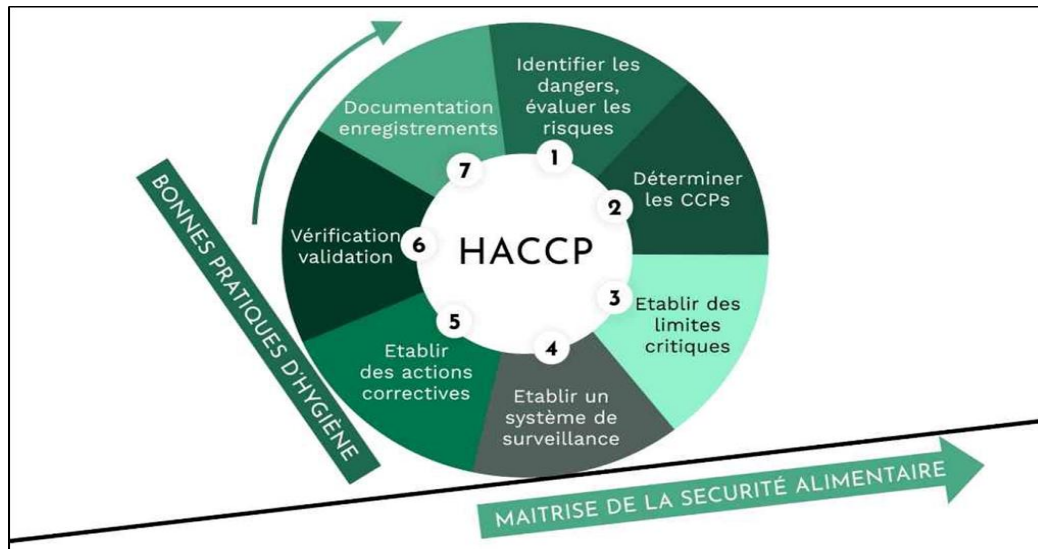 Identifier les
dangers,
évaluer les
risques
1
Déterminer
les CCPs
2
Etablir des
limites
critiques
3
Etablir un
système de
surveillance
4
Etablir
des actions
correctives
5
Vérification
validation
6
Documentation
enregistrements
7
HACCP
BONNES PRATIQUES D'HYGIÈNE
MAITRISE DE LA SECURITÉ ALIMENTAIRE